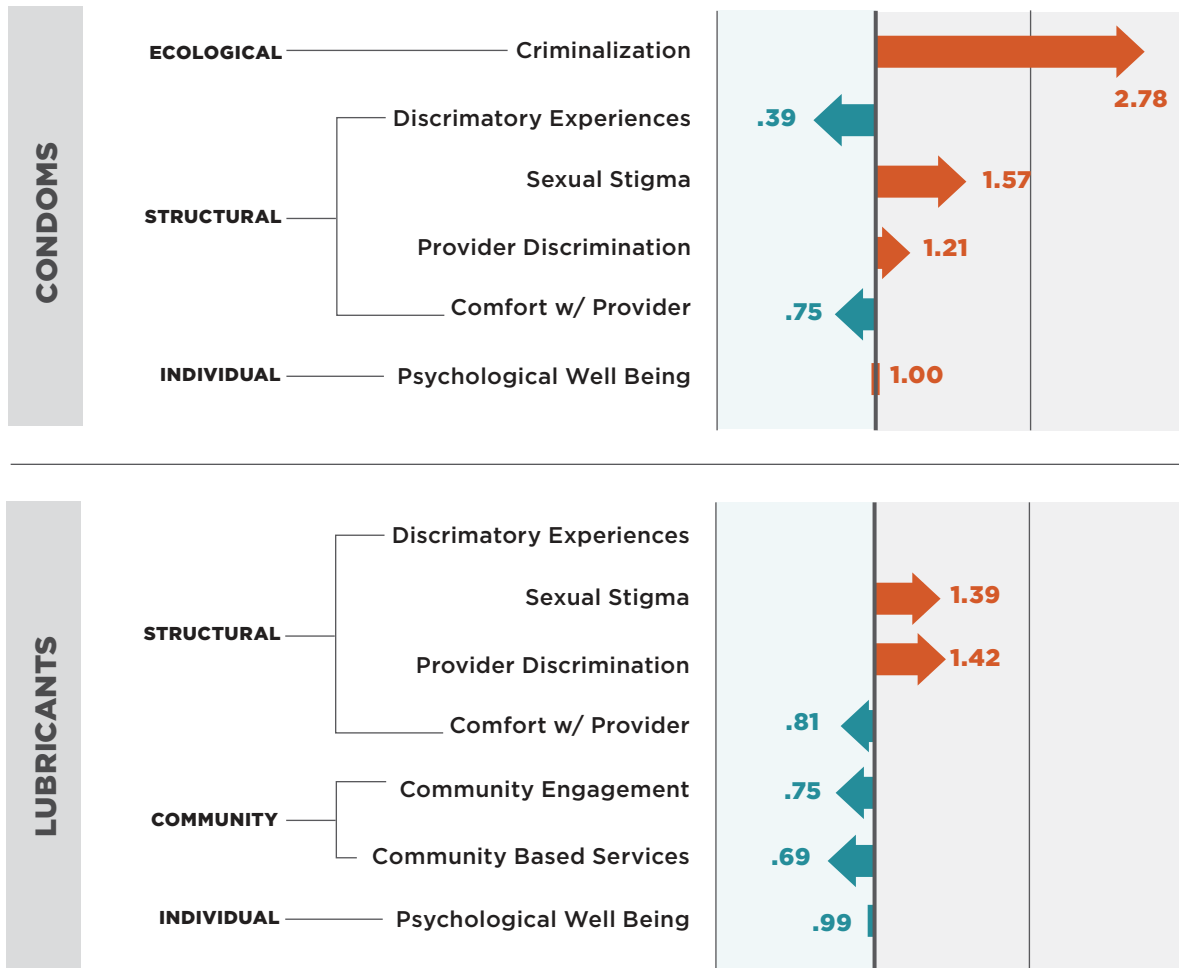 CONDOMS
ECOLOGICAL Criminalization 2.78
STRUCTURAL
Discrimatory Experiences .39
Sexual Stigma 1.57
Provider Discrimination 1.21
Comfort w/ Provider .75
INDIVIDUAL Psychological Well Being 1.00
LUBRICANTS
STRUCTURAL
Discrimatory Experiences
Sexual Stigma 1.39
Provider Discrimination 1.42
Comfort w/ Provider .81
COMMUNITY
Community Engagement .75
Community Based Services .69
INDIVIDUAL Psychological Well Being .99